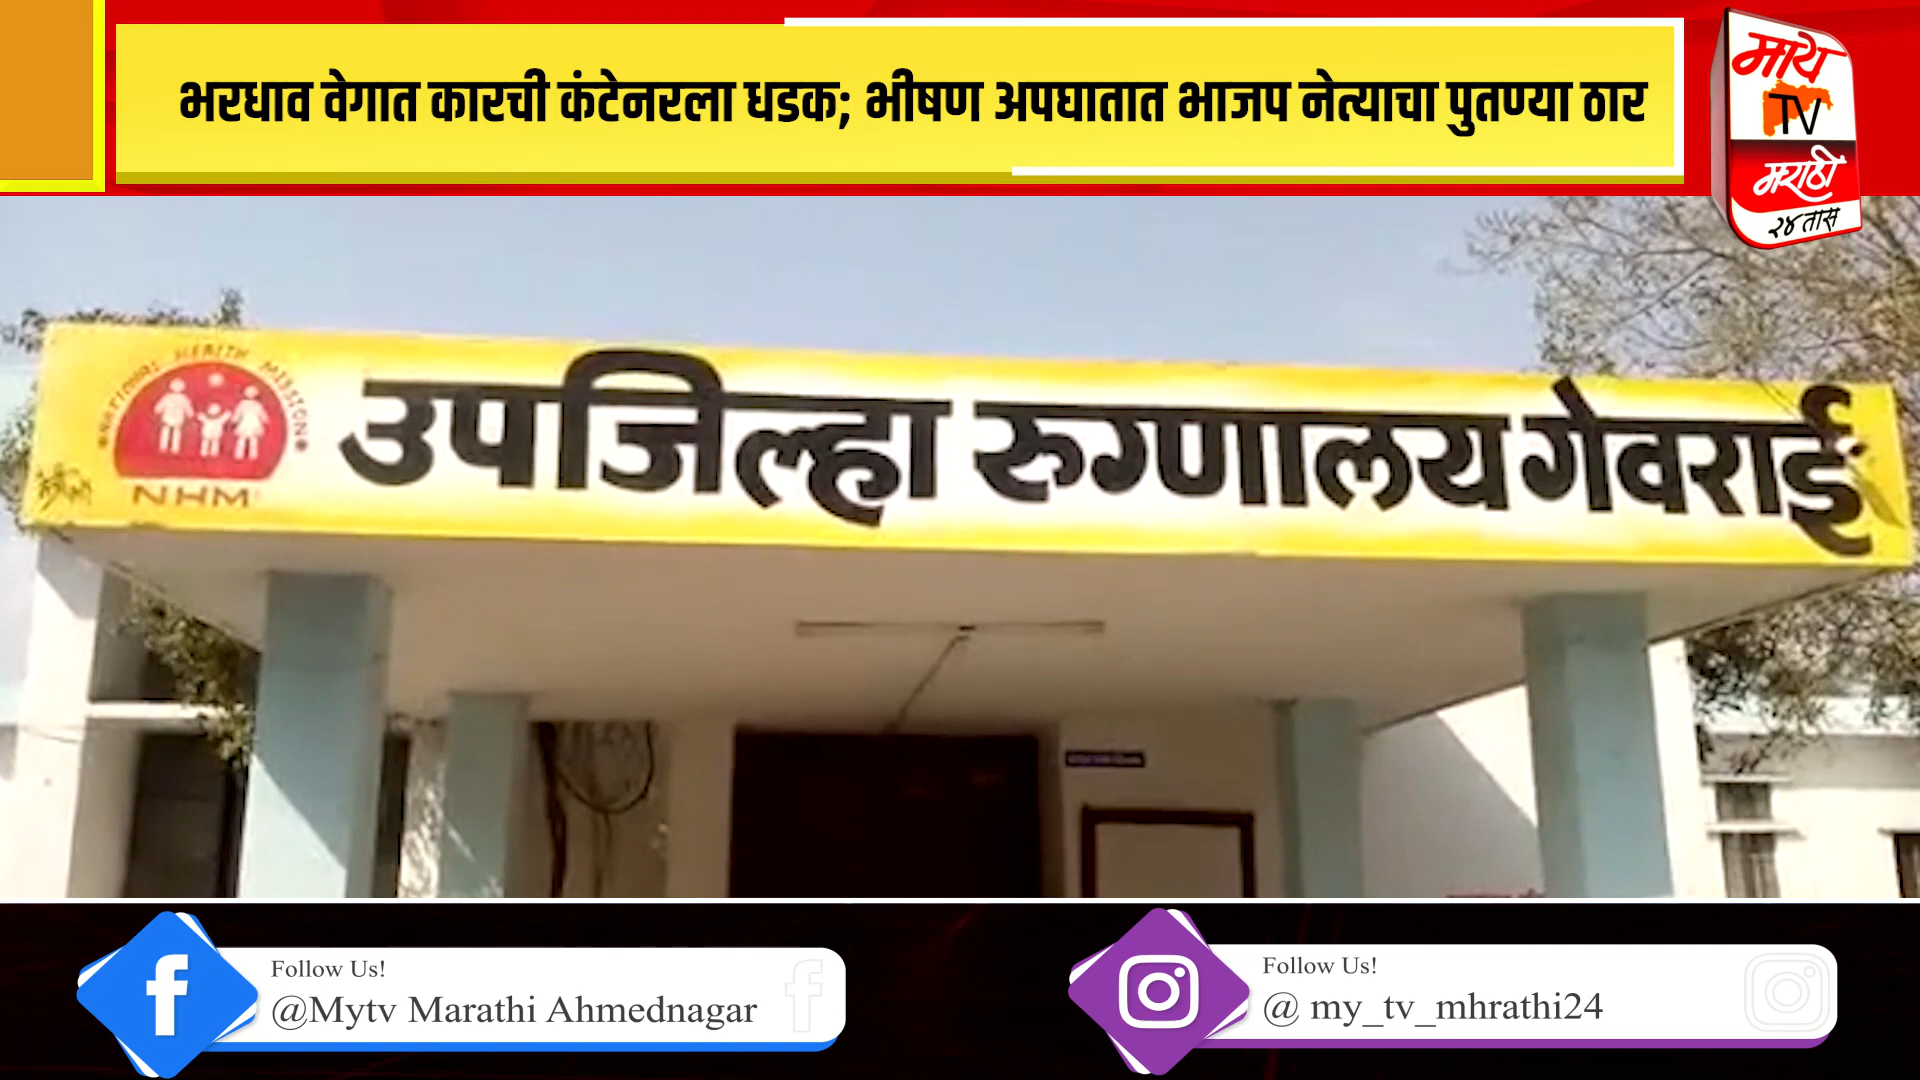 भरधाव वेगात कारची कंटेनरला धडक; भीषण अपघातात भाजप नेत्याचा पुतण्या ठार
माय
TV
मराठी
२४ तास
NATIONAL HEALTH MISSION
NHM
उपजिल्हा रुग्णालय गेवराई
Follow Us!
@Mytv Marathi Ahmednagar
Follow Us!
@ my_tv_mhrathi24